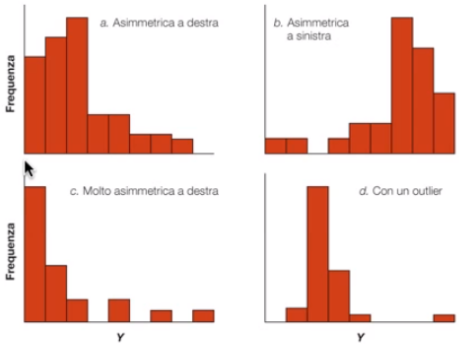 a. Asimmetrica a destra
b. Asimmetrica
a sinistra
Frequenza
c. Molto asimmetrica a destra
d. Con un outlier
Frequenza
Y
Y